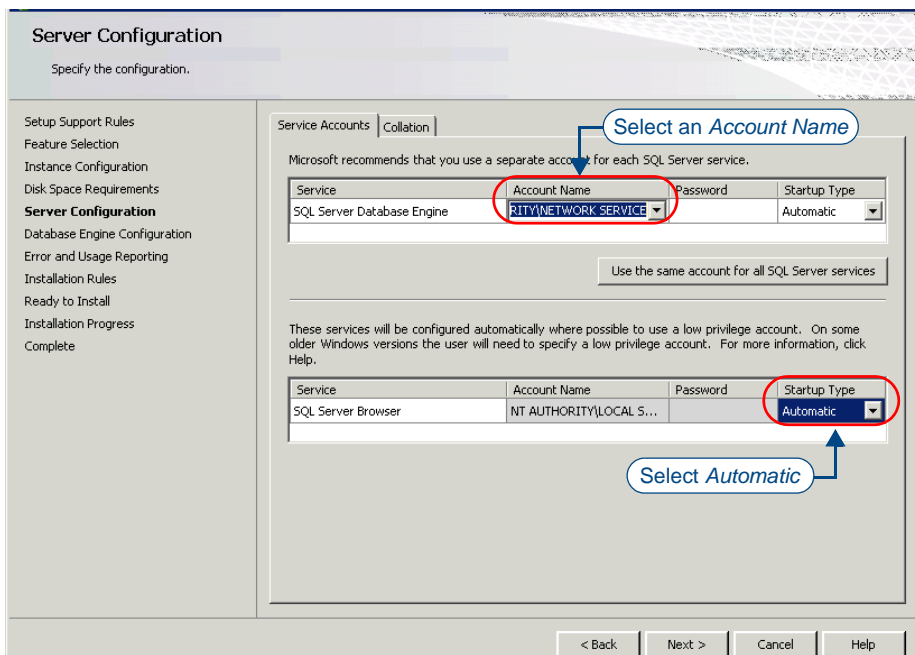 Server Configuration
Specify the configuration.
Setup Support Rules
Feature Selection
Instance Configuration
Disk Space Requirements
Server Configuration
Database Engine Configuration
Error and Usage Reporting
Installation Rules
Ready to Install
Installation Progress
Complete
Service Accounts Collation
Select an Account Name
Microsoft recommends that you use a separate account for each SQL Server service.
Service Account Name Password Startup Type
SQL Server Database Engine RITY\NETWORK SERVICE Automatic
Use the same account for all SQL Server services
These services will be configured automatically where possible to use a low privilege account. On some
older Windows versions the user will need to specify a low privilege account. For more information, click
Help.
Service Account Name Password Startup Type
SQL Server Browser NT AUTHORITY\LOCAL S... Automatic
Select Automatic
< Back Next > Cancel Help